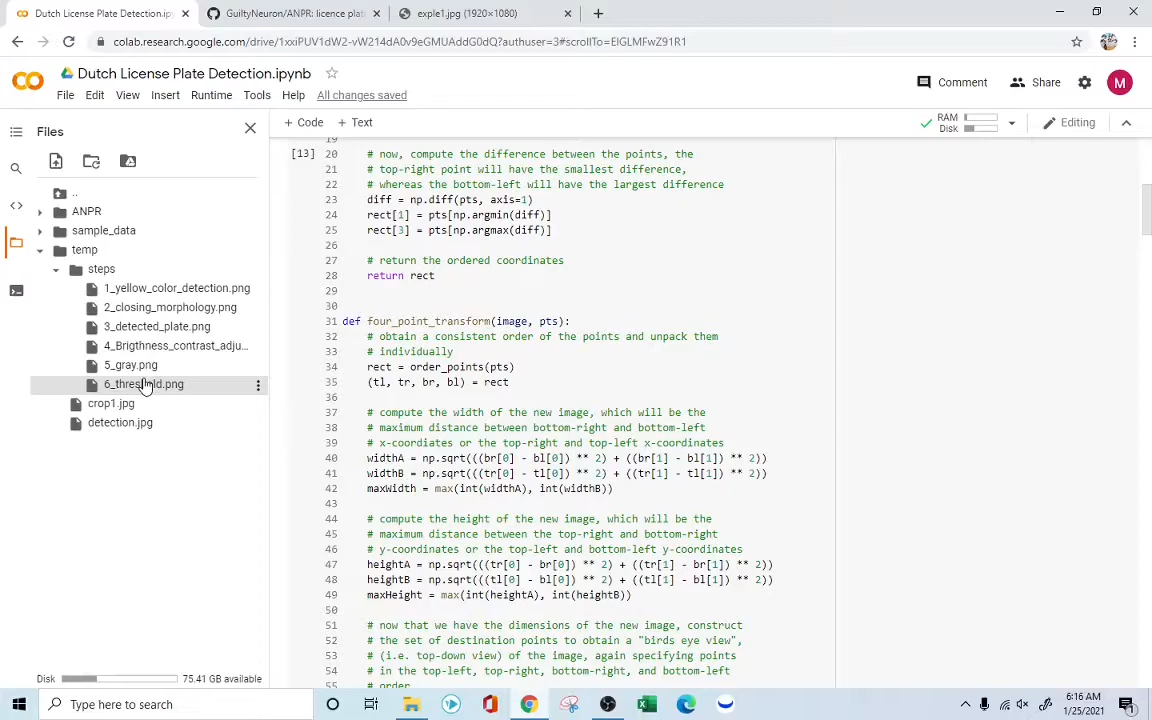 Dutch License Plate Detection.ip
GuiltyNeuron/ANPR: licence plat
exple1.jpg (1920×1080)
colab.research.google.com/drive/1xxiPUV1dW2-vW214dA0v9eGMUAddG0dQ?authuser=3#scrollTo=EIGLMFwZ91R1
Dutch License Plate Detection.ipynb
Comment
Share
M
File Edit View Insert Runtime Tools Help All changes saved
+ Code + Text
RAM
Disk
Editing
Files
..
ANPR
sample_data
temp
steps
1_yellow_color_detection.png
2_closing_morphology.png
3_detected_plate.png
4_Brigthness_contrast_adju...
5_gray.png
6_threshold.png
crop1.jpg
detection.jpg
Disk 75.41 GB available
19
[13] 20 # now, compute the difference between the points, the
21 # top-right point will have the smallest difference,
22 # whereas the bottom-left will have the largest difference
23 diff = np.diff(pts, axis=1)
24 rect[1] = pts[np.argmin(diff)]
25 rect[3] = pts[np.argmax(diff)]
26
27 # return the ordered coordinates
28 return rect
29
30
31 def four_point_transform(image, pts):
32 # obtain a consistent order of the points and unpack them
33 # individually
34 rect = order_points(pts)
35 (tl, tr, br, bl) = rect
36
37 # compute the width of the new image, which will be the
38 # maximum distance between bottom-right and bottom-left
39 # x-coordiates or the top-right and top-left x-coordinates
40 widthA = np.sqrt(((br[0] - bl[0]) ** 2) + ((br[1] - bl[1]) ** 2))
41 widthB = np.sqrt(((tr[0] - tl[0]) ** 2) + ((tr[1] - tl[1]) ** 2))
42 maxWidth = max(int(widthA), int(widthB))
43
44 # compute the height of the new image, which will be the
45 # maximum distance between the top-right and bottom-right
46 # y-coordinates or the top-left and bottom-left y-coordinates
47 heightA = np.sqrt(((tr[0] - br[0]) ** 2) + ((tr[1] - br[1]) ** 2))
48 heightB = np.sqrt(((tl[0] - bl[0]) ** 2) + ((tl[1] - bl[1]) ** 2))
49 maxHeight = max(int(heightA), int(heightB))
50
51 # now that we have the dimensions of the new image, construct
52 # the set of destination points to obtain a "birds eye view",
53 # (i.e. top-down view) of the image, again specifying points
54 # in the top-left, top-right, bottom-right, and bottom-left
55 # order
Type here to search
6:16 AM
1/25/2021